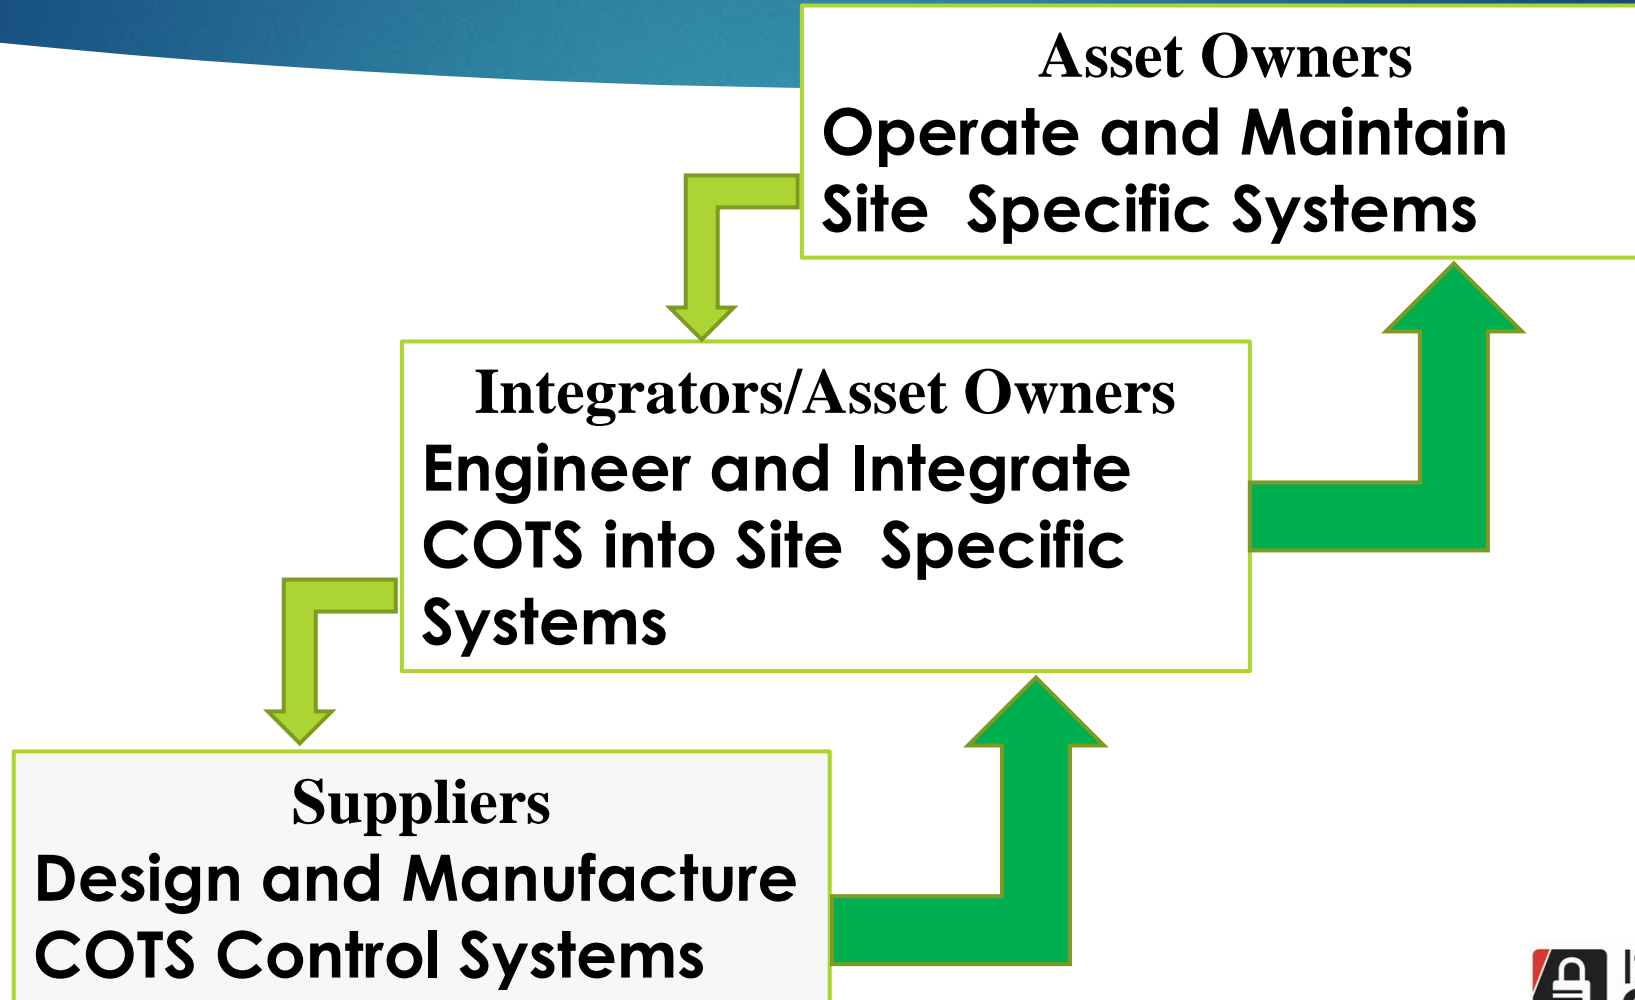 Asset Owners
Operate and Maintain
Site  Specific Systems
Integrators/Asset Owners
Engineer and Integrate
COTS into Site  Specific
Systems
Suppliers
Design and Manufacture
COTS Control Systems